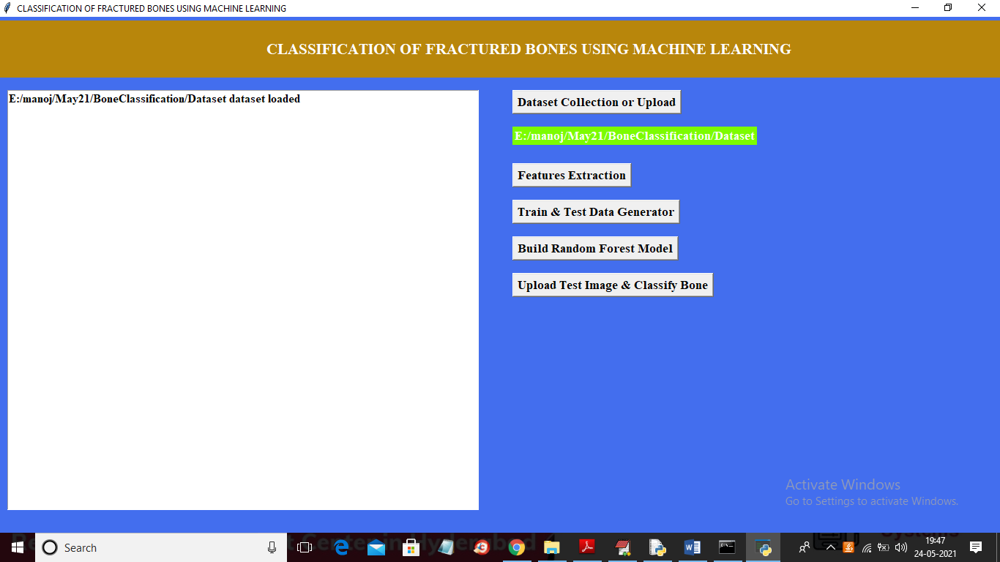 CLASSIFICATION OF FRACTURED BONES USING MACHINE LEARNING
CLASSIFICATION OF FRACTURED BONES USING MACHINE LEARNING
E:/manoj/May21/BoneClassification/Dataset dataset loaded
Dataset Collection or Upload
E:/manoj/May21/BoneClassification/Dataset
Features Extraction
Train & Test Data Generator
Build Random Forest Model
Upload Test Image & Classify Bone
Activate Windows
Go to Settings to activate Windows.
Search
19:47
24-05-2021